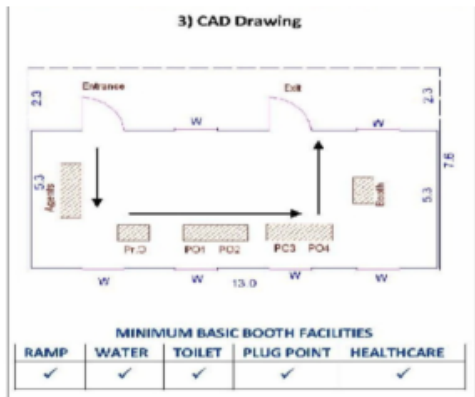 3) CAD Drawing
Entrance
Exit
2.3
2.3
W
W
7.6
5.3
Agents
Booth
5.3
Pr.O
PO1
PO2
PO3
PO4
W
W
13.0
W
W
MINIMUM BASIC BOOTH FACILITIES
RAMP WATER TOILET PLUG POINT HEALTHCARE
✓ ✓ ✓ ✓ ✓